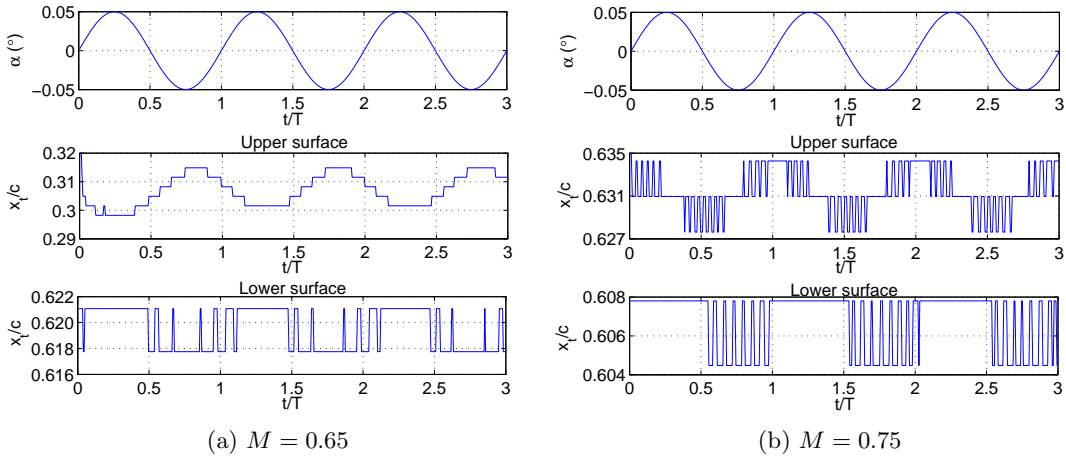 0.05
0
−0.05
α (°)
0 0.5 1 1.5 2 2.5 3
t/T
Upper surface
0.32
0.31
0.3
0.29
x_t/c
0 0.5 1 1.5 2 2.5 3
t/T
Lower surface
0.622
0.620
0.618
0.616
x_t/c
0 0.5 1 1.5 2 2.5 3
t/T
(a) M = 0.65
0.05
0
−0.05
α (°)
0 0.5 1 1.5 2 2.5 3
t/T
Upper surface
0.635
0.631
0.627
x_t/c
0 0.5 1 1.5 2 2.5 3
t/T
Lower surface
0.608
0.606
0.604
x_t/c
0 0.5 1 1.5 2 2.5 3
t/T
(b) M = 0.75